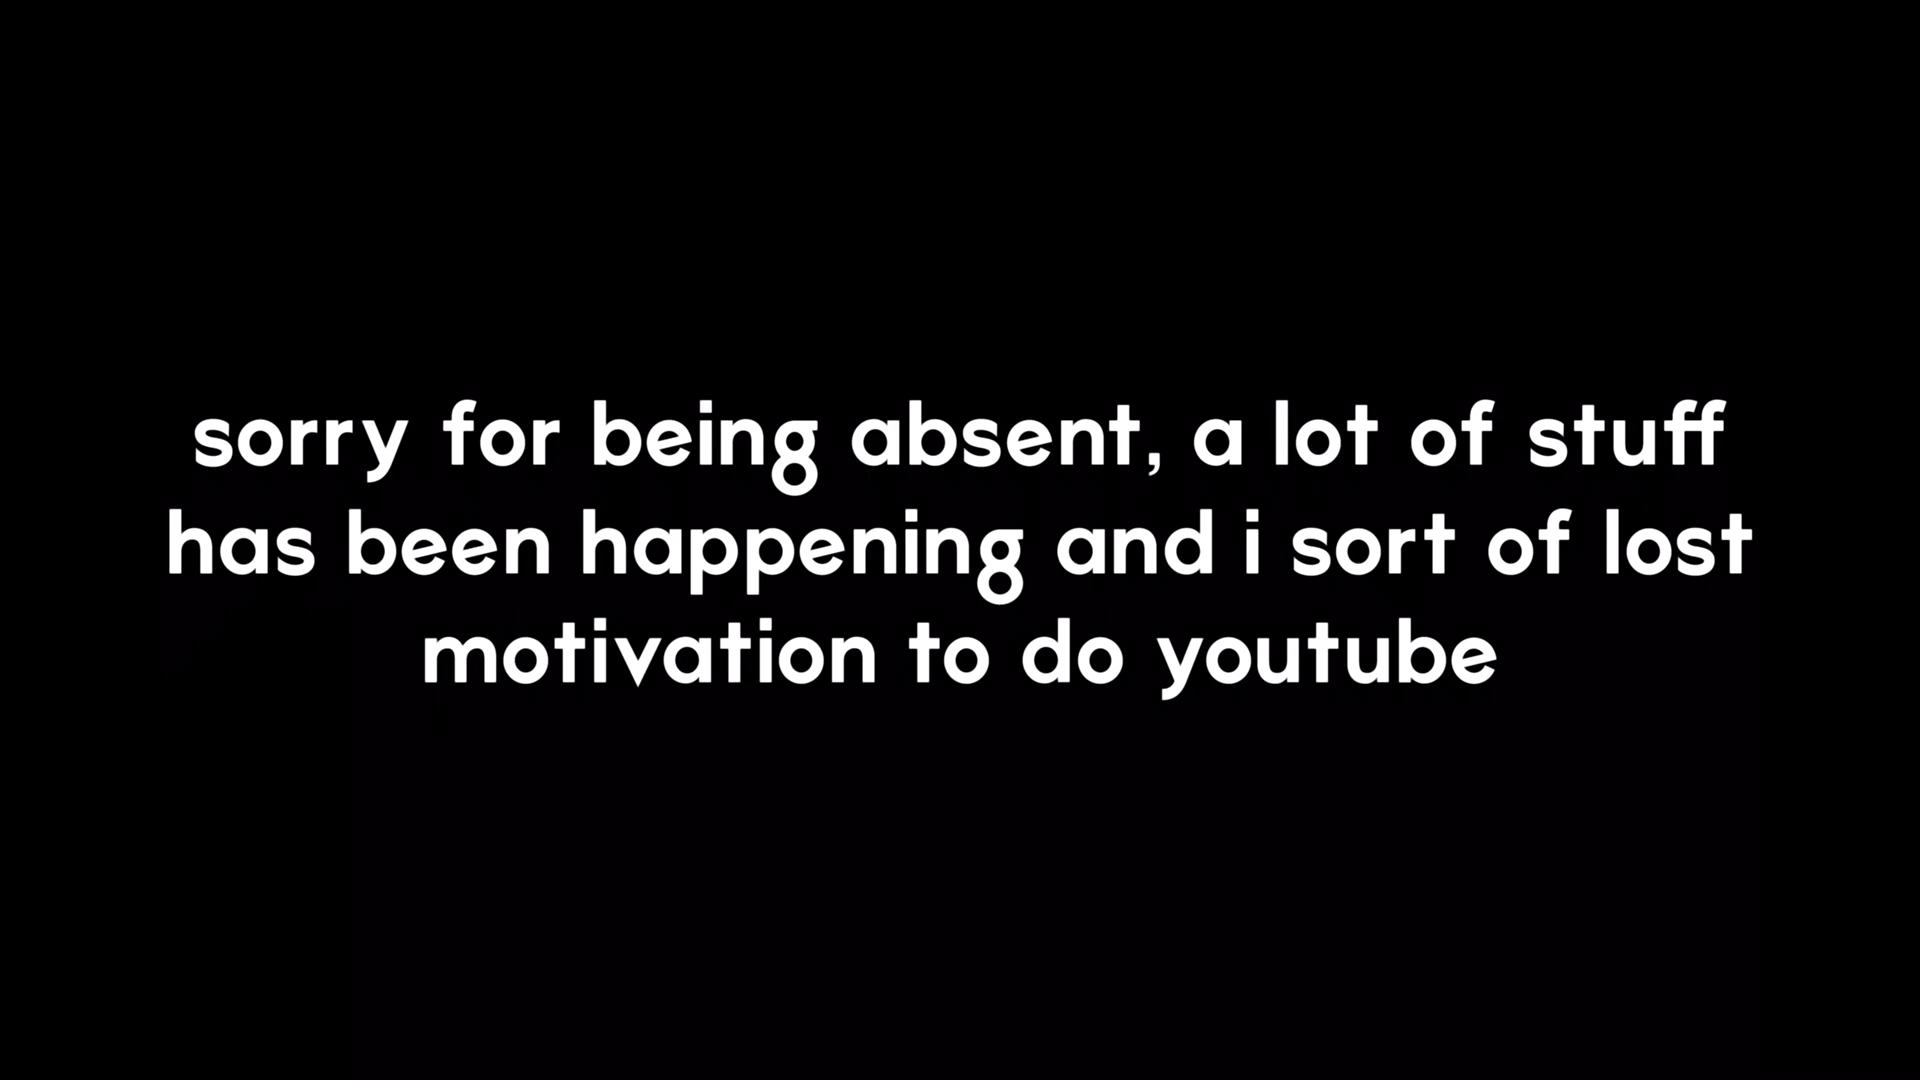 sorry for being absent, a lot of stuff
has been happening and i sort of lost
motivation to do youtube